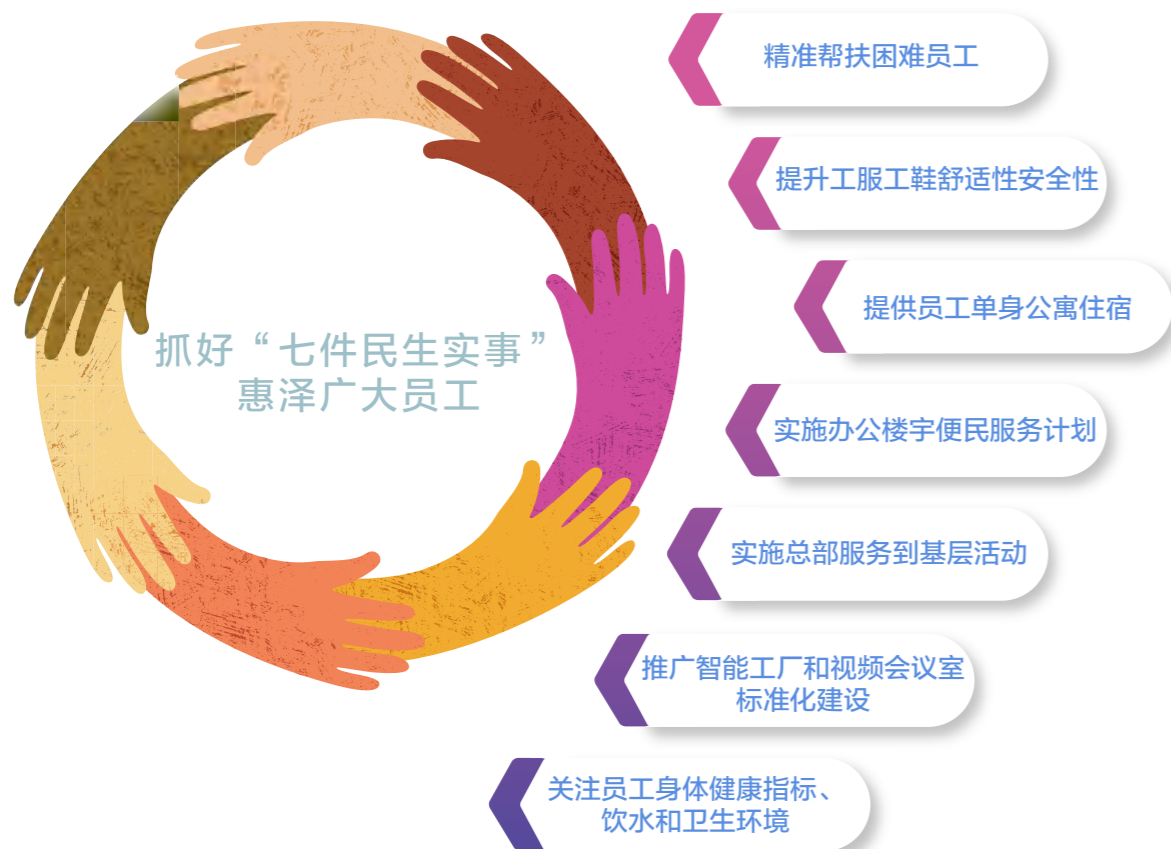 抓好“七件民生实事”
惠泽广大员工
精准帮扶困难员工
提升工服工鞋舒适性安全性
提供员工单身公寓住宿
实施办公楼宇便民服务计划
实施总部服务到基层活动
推广智能工厂和视频会议室
标准化建设
关注员工身体健康指标、
饮水和卫生环境